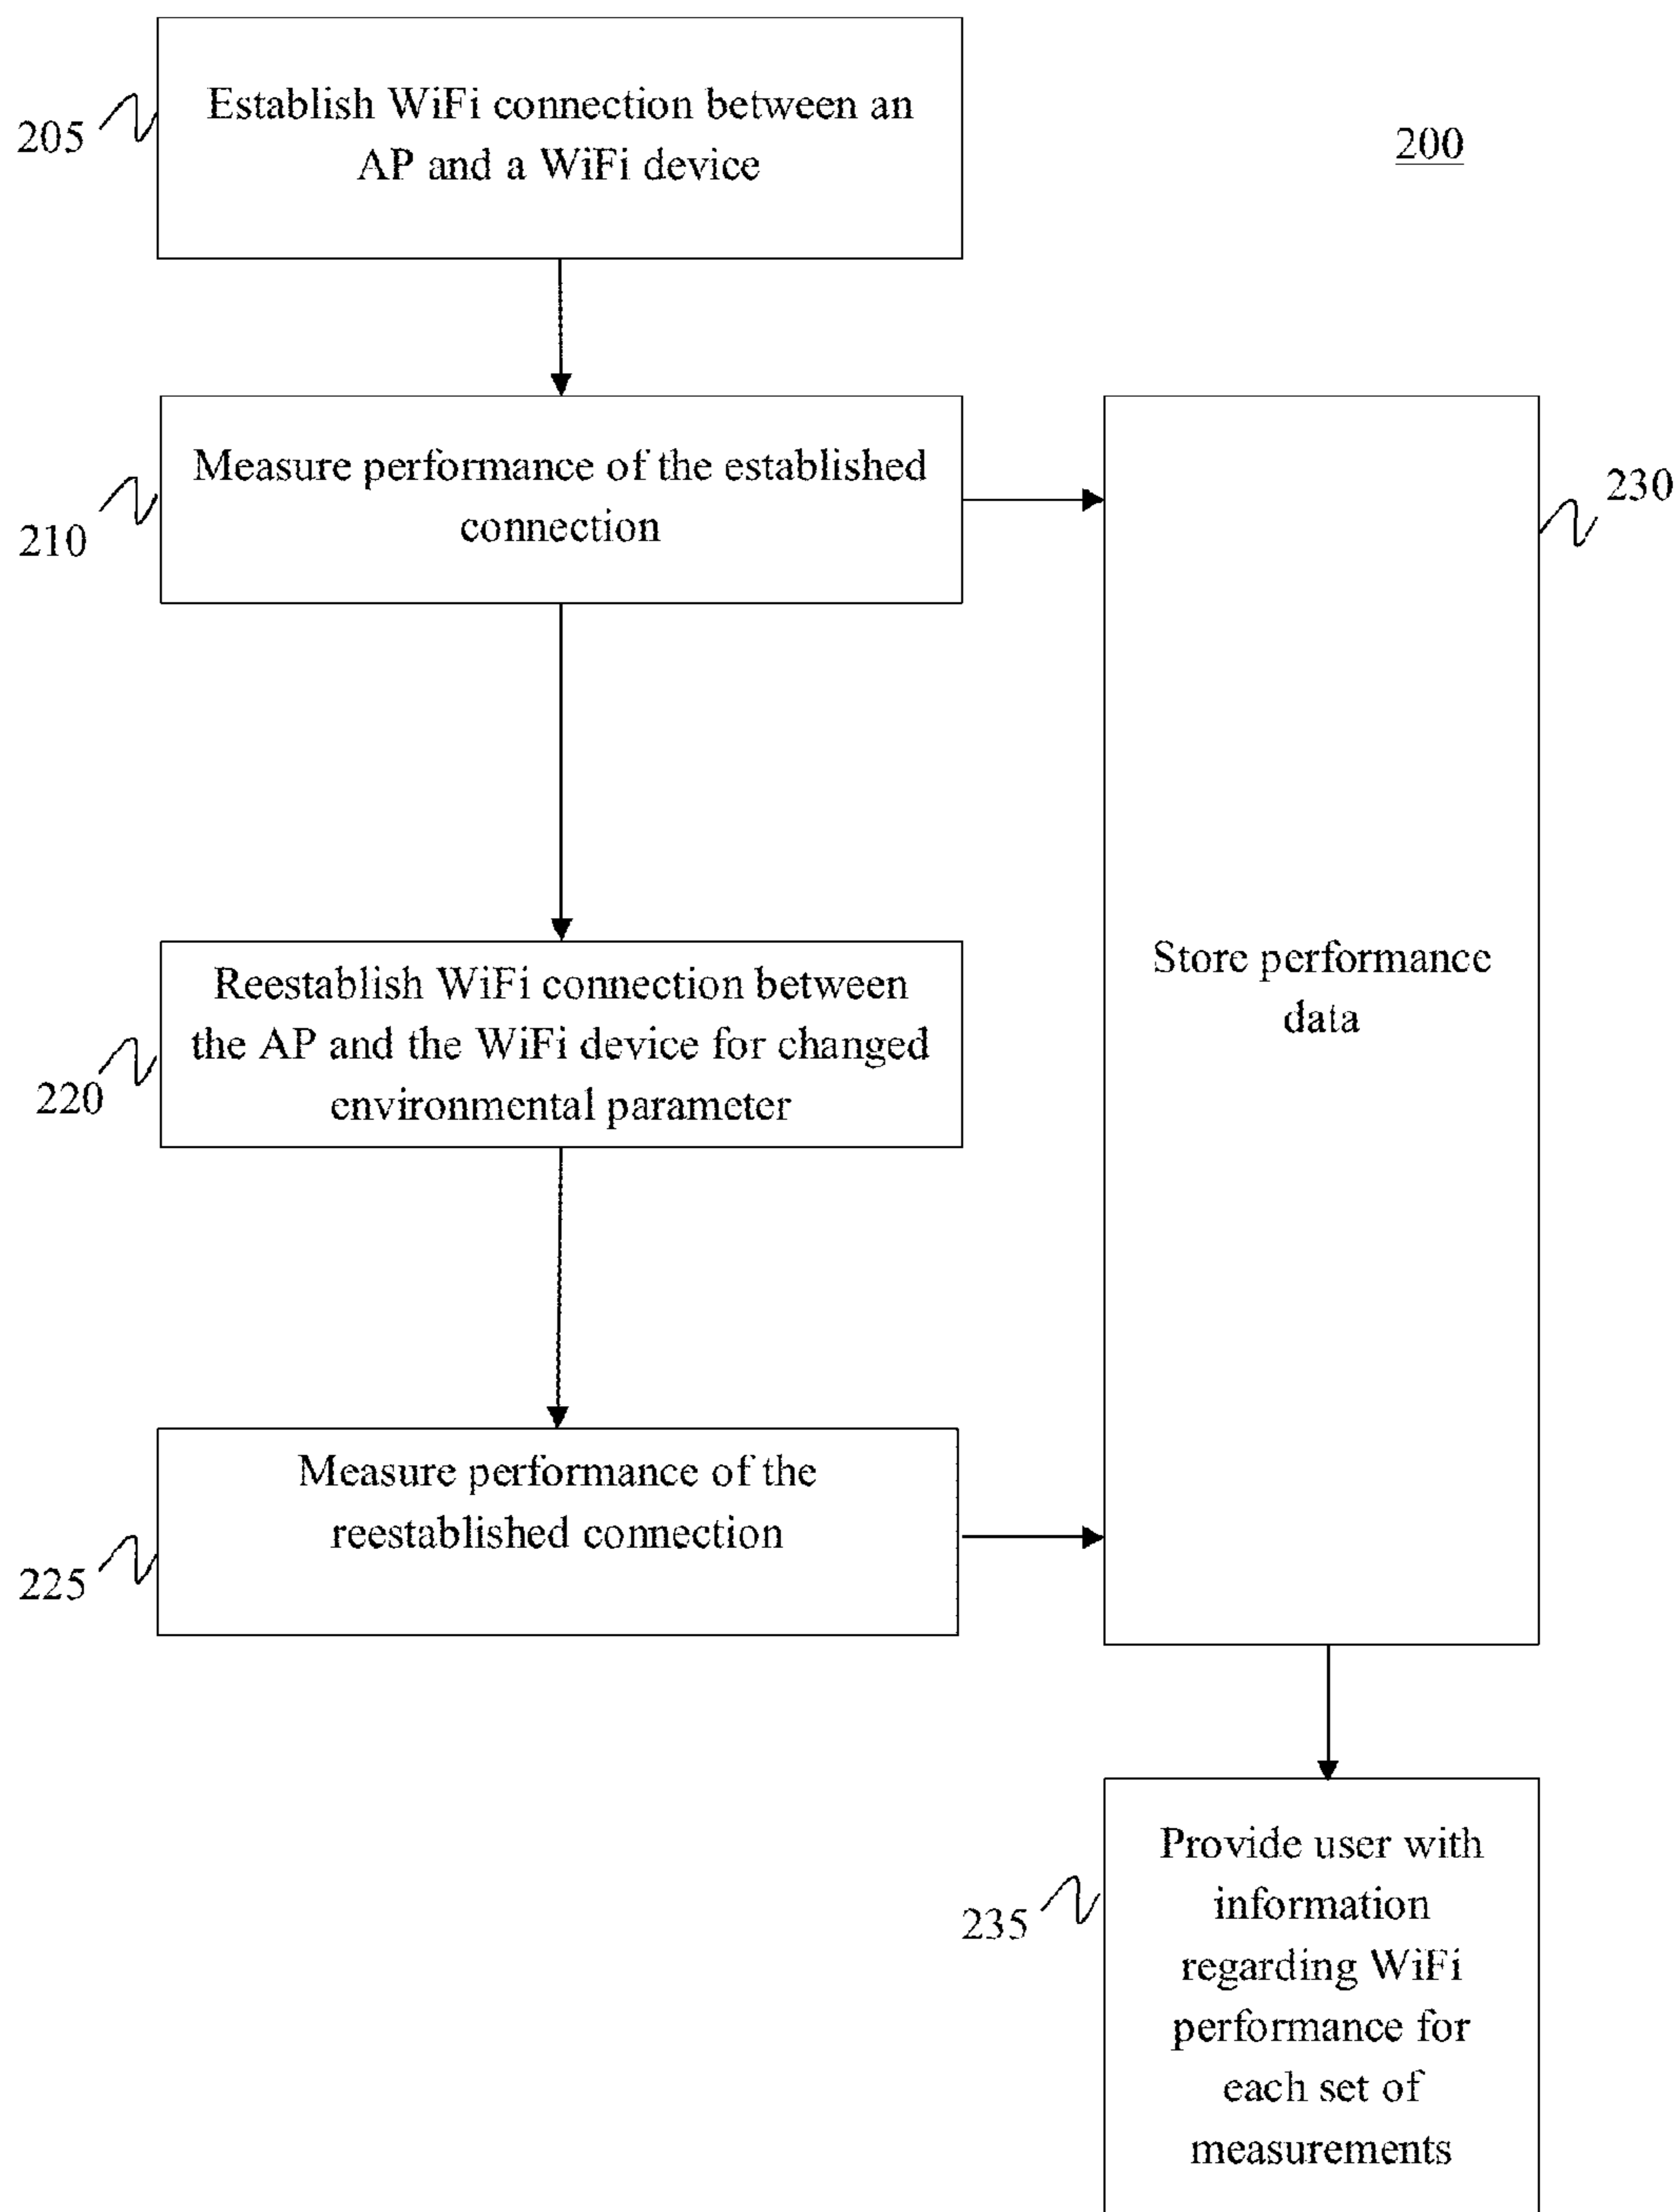 Establish WiFi connection between an
AP and a WiFi device
205
200
Measure performance of the established
connection
210
230
Store performance
data
Reestablish WiFi connection between
the AP and the WiFi device for changed
environmental parameter
220
Measure performance of the
reestablished connection
225
Provide user with
information
regarding WiFi
performance for
each set of
measurements
235